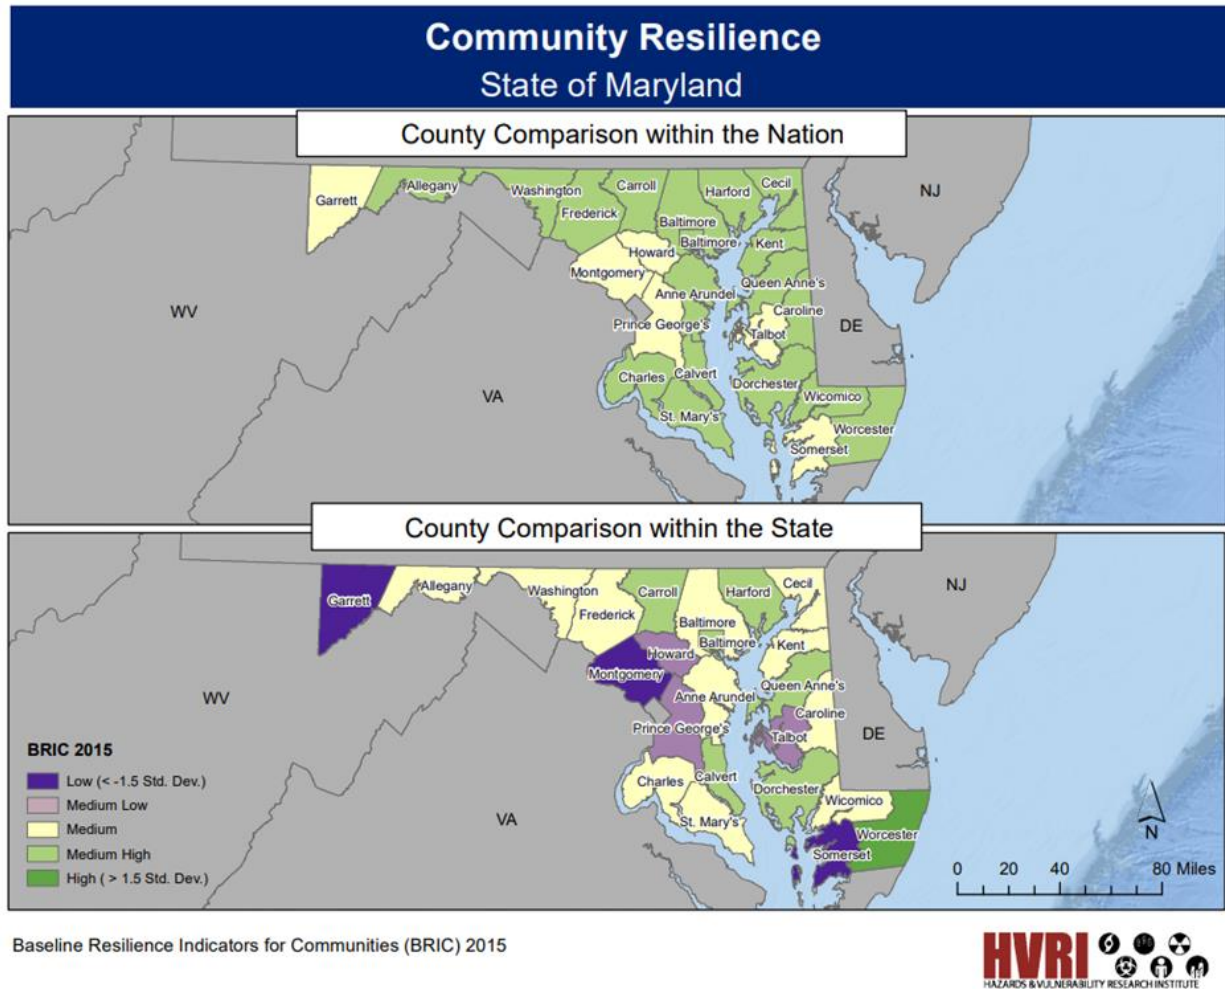 Community Resilience
State of Maryland
County Comparison within the Nation
Garrett
Allegany
Washington
Frederick
Carroll
Baltimore
Harford
Cecil
Baltimore
Kent
Howard
Montgomery
Anne Arundel
Queen Anne's
Caroline
Prince George's
Talbot
Charles
Calvert
Dorchester
St. Mary's
Wicomico
Worcester
Somerset
WV
VA
DE
NJ
County Comparison within the State
Garrett
Allegany
Washington
Frederick
Carroll
Baltimore
Harford
Cecil
Baltimore
Kent
Howard
Montgomery
Anne Arundel
Queen Anne's
Caroline
Prince George's
Talbot
Charles
Calvert
Dorchester
St. Mary's
Wicomico
Worcester
Somerset
WV
VA
DE
NJ
BRIC 2015
Low (< -1.5 Std. Dev.)
Medium Low
Medium
Medium High
High ( > 1.5 Std. Dev.)
N
0 20 40 80 Miles
Baseline Resilience Indicators for Communities (BRIC) 2015
HVRI
HAZARDS & VULNERABILITY RESEARCH INSTITUTE